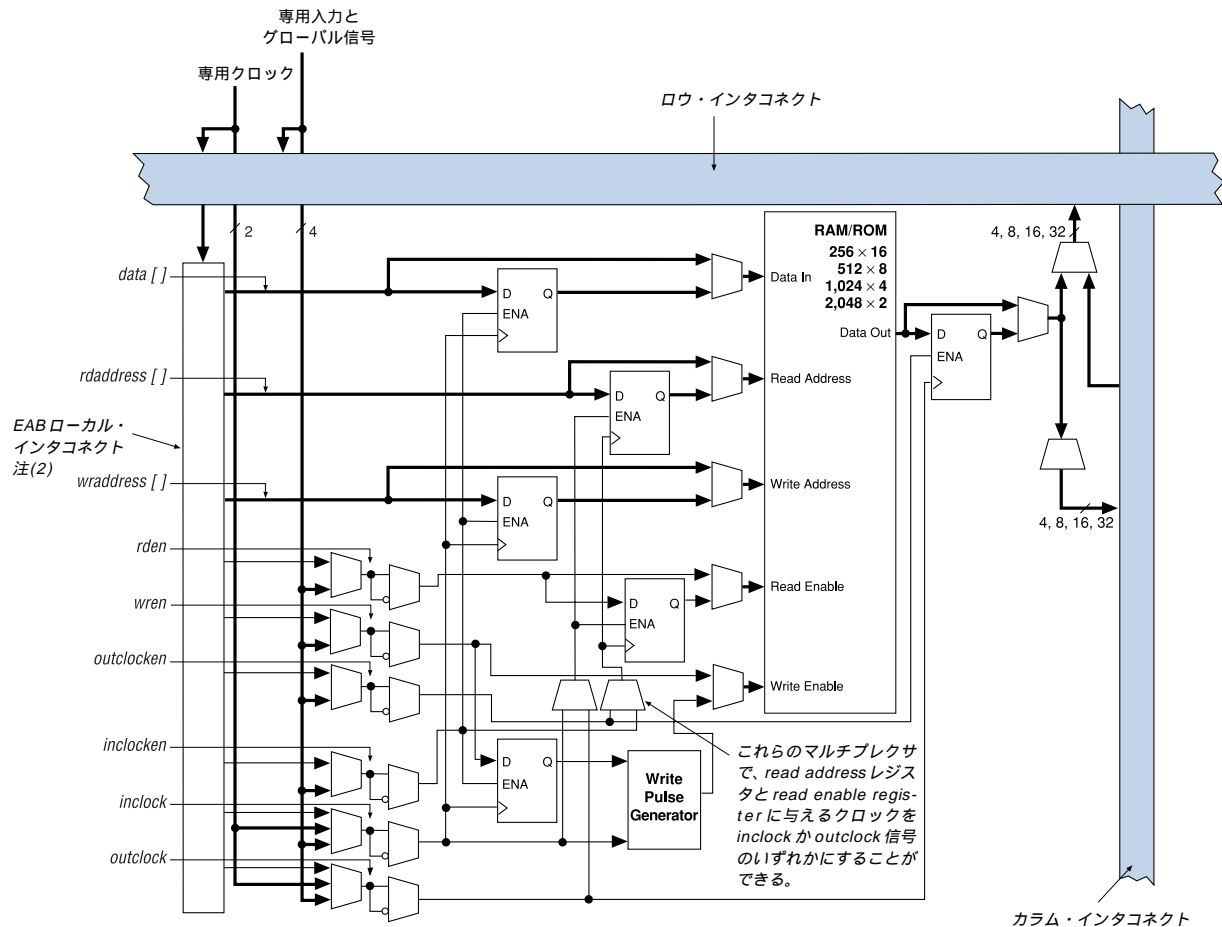 専用入力と
グローバル信号
専用クロック
ロウ・インタコネクト
2
4
RAM/ROM
256 × 16
512 × 8
1,024 × 4
2,048 × 2
4, 8, 16, 32
data [ ]
D Q
ENA
Data In
Data Out
D Q
ENA
rdaddress [ ]
D Q
ENA
Read Address
EABローカル・
インタコネクト
注(2)
wraddress [ ]
D Q
ENA
Write Address
4, 8, 16, 32
rden
D Q
ENA
Read Enable
wren
outclocken
Write Enable
inclocken
D Q
ENA
Write
Pulse
Generator
これらのマルチプレクサ
で、read addressレジス
タとread enable regis-
terに与えるクロックを
inclockかoutclock信号
のいずれかにすることが
できる。
inclock
outclock
カラム・インタコネクト